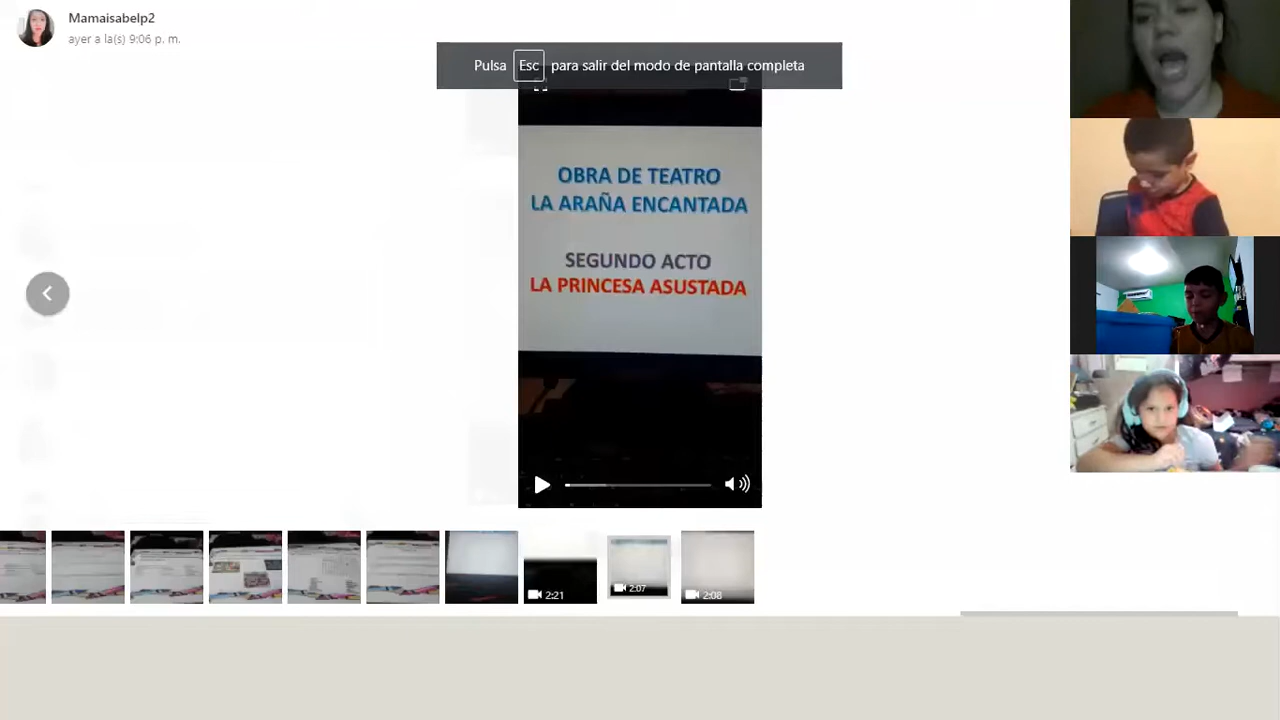 Mamaisabelp2
ayer a la(s) 9:06 p. m.
Pulsa Esc para salir del modo de pantalla completa
OBRA DE TEATRO
LA ARAÑA ENCANTADA
SEGUNDO ACTO
LA PRINCESA ASUSTADA
2:21
2:07
2:08